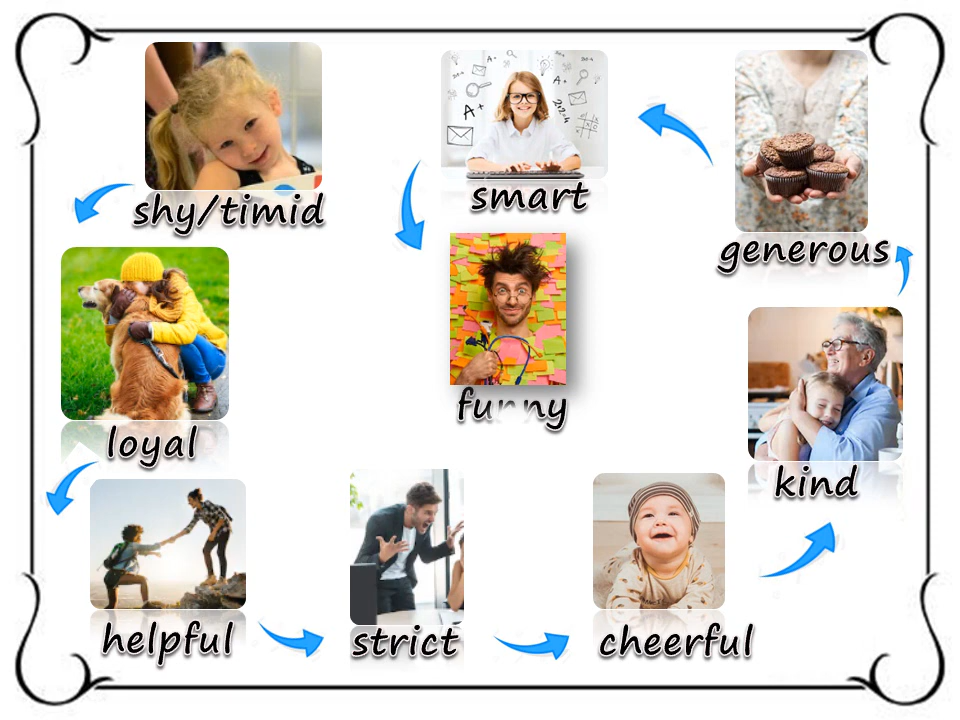 shy/timid
smart
generous
loyal
funny
kind
helpful
strict
cheerful